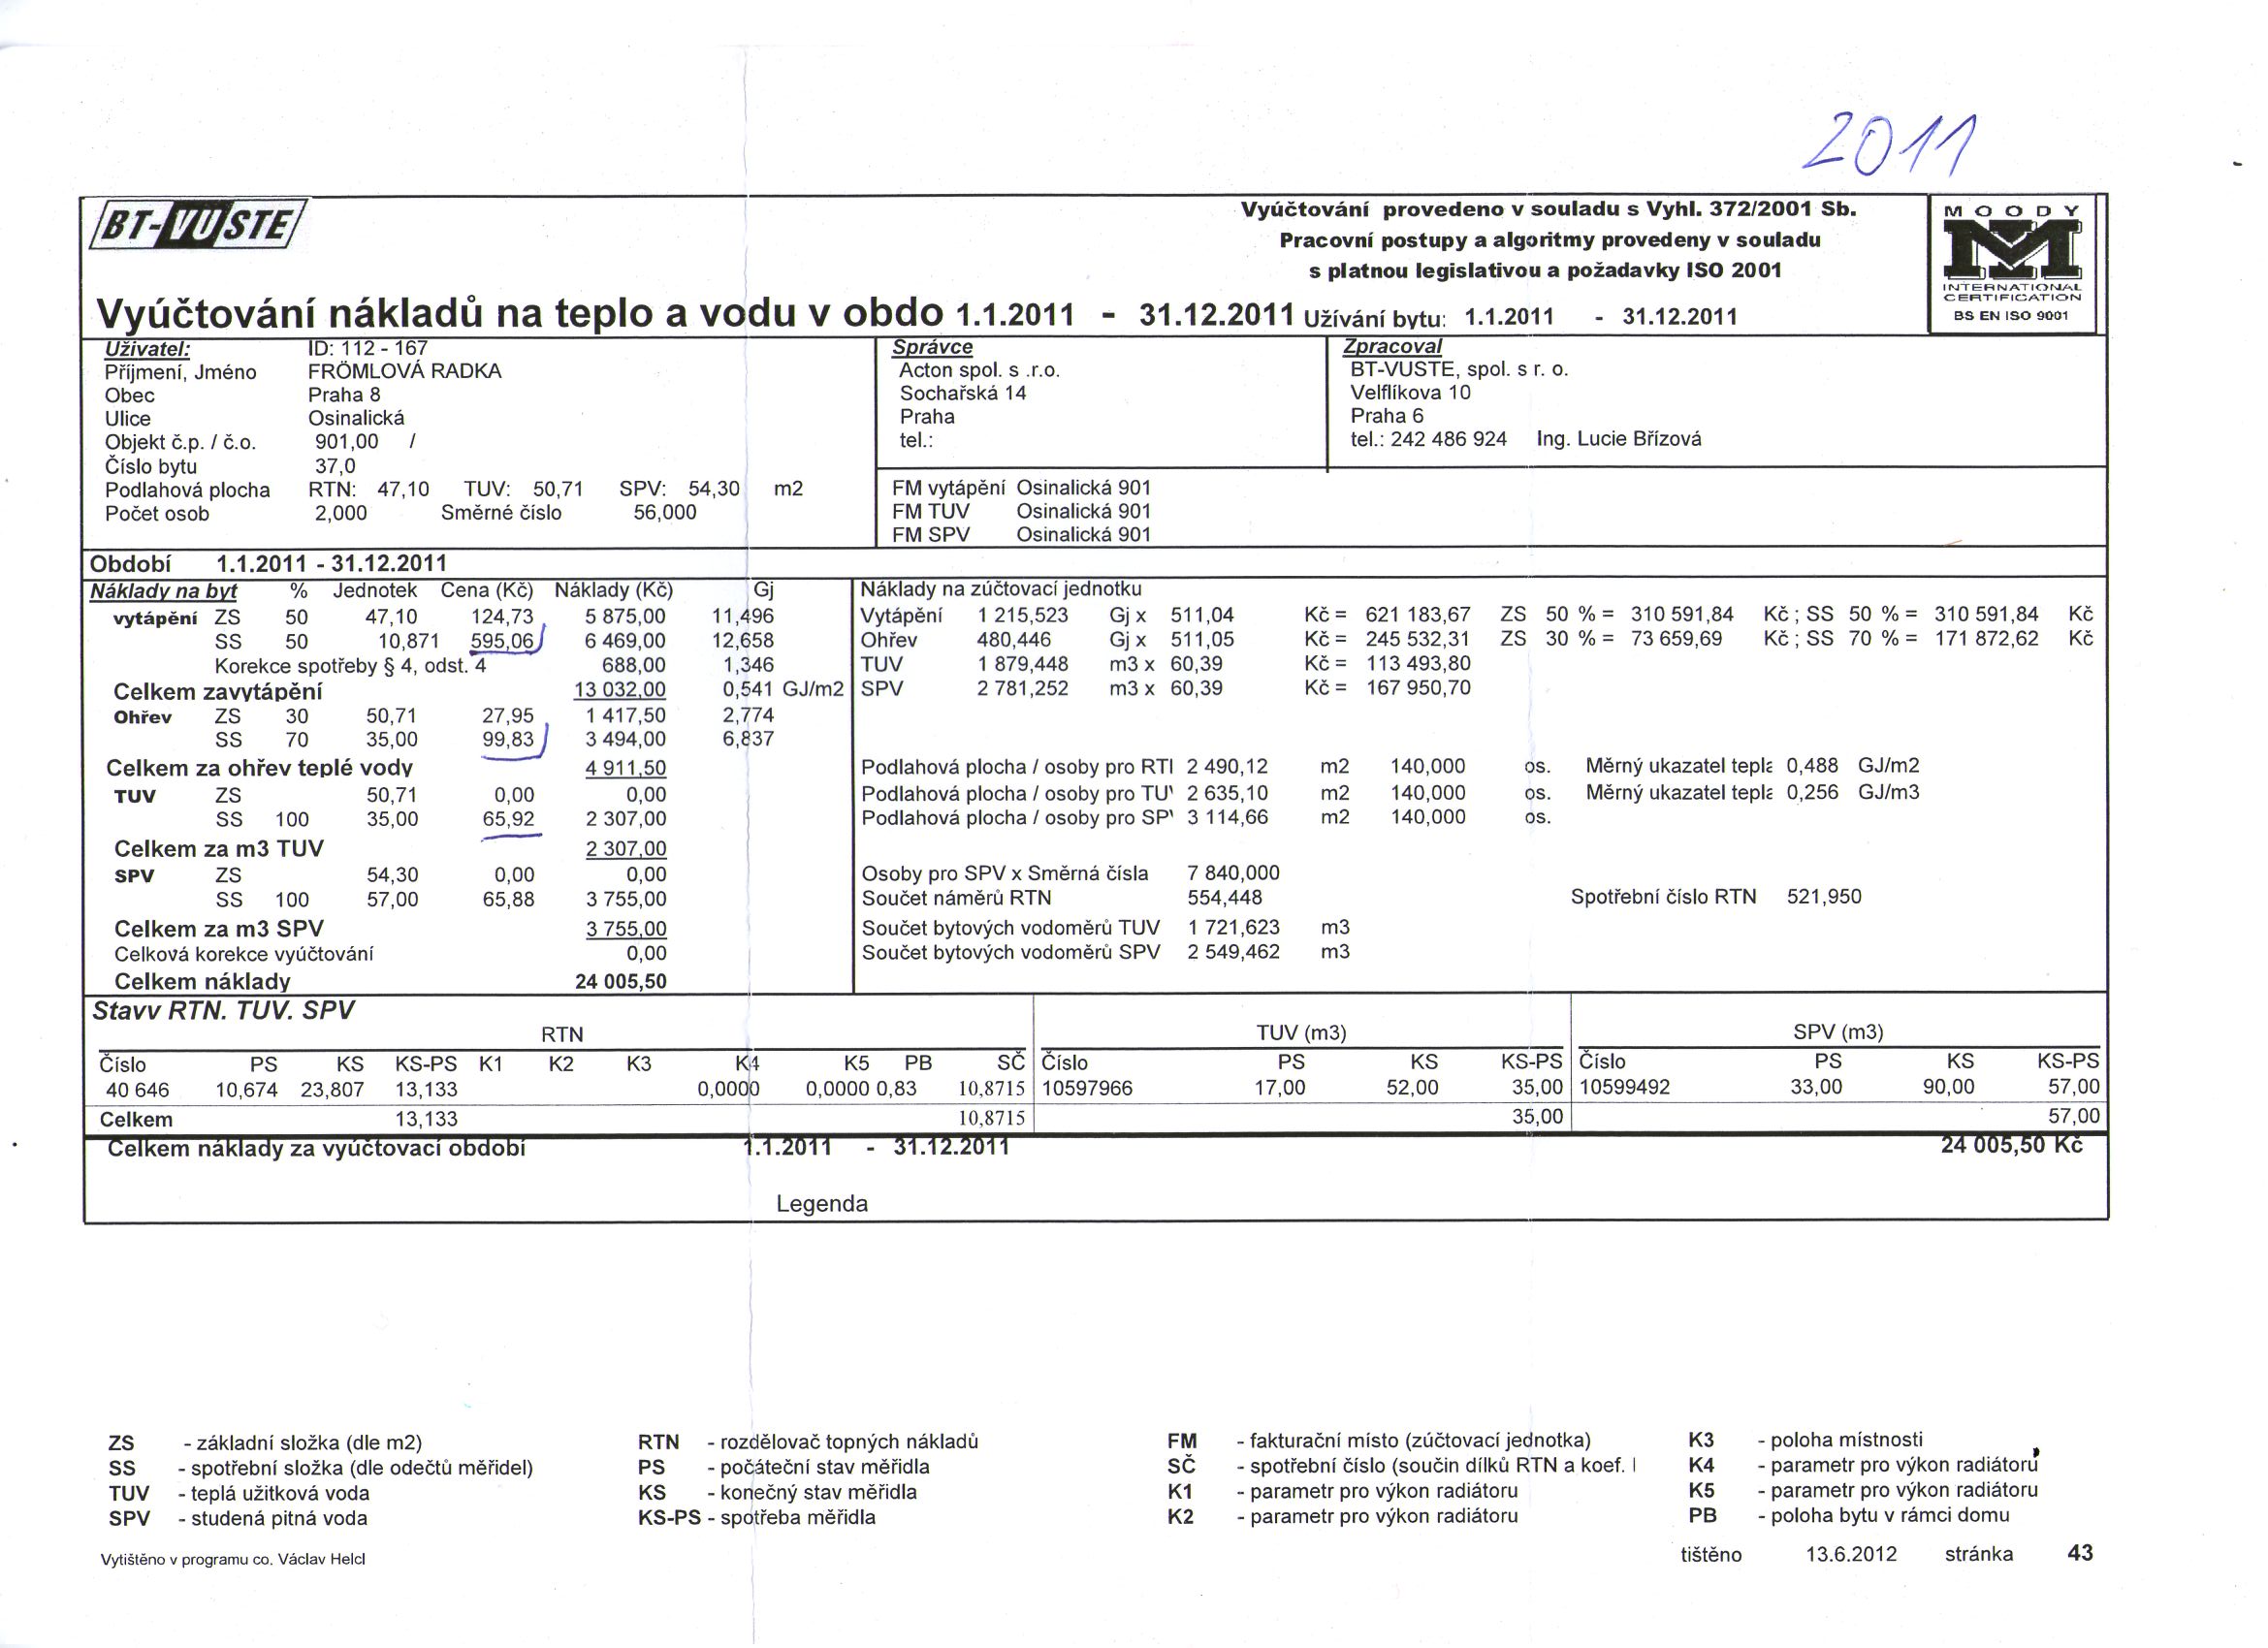 2011
BT-VUSTE
Vyúčtování provedeno v souladu s Vyhl. 372/2001 Sb.
Pracovní postupy a algoritmy provedeny v souladu
s platnou legislativou a požadavky ISO 2001
MOODY
INTERNATIONAL
CERTIFICATION
BS EN ISO 9001
Vyúčtování nákladů na teplo a vodu v obdo 1.1.2011 - 31.12.2011 Užívání bytu: 1.1.2011 - 31.12.2011
Uživatel: ID: 112 - 167
Příjmení, Jméno FRÖMLOVÁ RADKA
Obec Praha 8
Ulice Osinalická
Objekt č.p. / č.o. 901,00 /
Číslo bytu 37,0
Podlahová plocha RTN: 47,10 TUV: 50,71 SPV: 54,30 m2
Počet osob 2,000 Směrné číslo 56,000
Správce
Acton spol. s .r.o.
Sochařská 14
Praha
tel.:
Zpracoval
BT-VUSTE, spol. s r. o.
Velflíkova 10
Praha 6
tel.: 242 486 924 Ing. Lucie Břízová
FM vytápění Osinalická 901
FM TUV Osinalická 901
FM SPV Osinalická 901
Období 1.1.2011 - 31.12.2011
Náklady na byt % Jednotek Cena (Kč) Náklady (Kč) Gj
vytápění ZS 50 47,10 124,73 5 875,00 11,496
SS 50 10,871 595,06 6 469,00 12,658
Korekce spotřeby § 4, odst. 4 688,00 1,346
Celkem zavytápění 13 032,00 0,541 GJ/m2
Ohřev ZS 30 50,71 27,95 1 417,50 2,774
SS 70 35,00 99,83 3 494,00 6,837
Celkem za ohřev teplé vody 4 911,50
TUV ZS 50,71 0,00 0,00
SS 100 35,00 65,92 2 307,00
Celkem za m3 TUV 2 307,00
SPV ZS 54,30 0,00 0,00
SS 100 57,00 65,88 3 755,00
Celkem za m3 SPV 3 755,00
Celková korekce vyúčtování 0,00
Celkem náklady 24 005,50
Náklady na zúčtovací jednotku
Vytápění 1 215,523 Gj x 511,04 Kč = 621 183,67 ZS 50 % = 310 591,84 Kč ; SS 50 % = 310 591,84 Kč
Ohřev 480,446 Gj x 511,05 Kč = 245 532,31 ZS 30 % = 73 659,69 Kč ; SS 70 % = 171 872,62 Kč
TUV 1 879,448 m3 x 60,39 Kč = 113 493,80
SPV 2 781,252 m3 x 60,39 Kč = 167 950,70
Podlahová plocha / osoby pro RTI 2 490,12 m2 140,000 os. Měrný ukazatel tepla 0,488 GJ/m2
Podlahová plocha / osoby pro TU' 2 635,10 m2 140,000 os. Měrný ukazatel tepla 0,256 GJ/m3
Podlahová plocha / osoby pro SP' 3 114,66 m2 140,000 os.
Osoby pro SPV x Směrná čísla 7 840,000
Součet náměrů RTN 554,448 Spotřební číslo RTN 521,950
Součet bytových vodoměrů TUV 1 721,623 m3
Součet bytových vodoměrů SPV 2 549,462 m3
Stavv RTN. TUV. SPV
RTN TUV (m3) SPV (m3)
Číslo PS KS KS-PS K1 K2 K3 K4 K5 PB SČ Číslo PS KS KS-PS Číslo PS KS KS-PS
40 646 10,674 23,807 13,133 0,0000 0,0000 0,83 10,8715 10597966 17,00 52,00 35,00 10599492 33,00 90,00 57,00
Celkem 13,133 10,8715 35,00 57,00
Celkem náklady za vyúčtovací období 1.1.2011 - 31.12.2011 24 005,50 Kč
Legenda
ZS - základní složka (dle m2) RTN - rozdělovač topných nákladů FM - fakturační místo (zúčtovací jednotka) K3 - poloha místnosti
SS - spotřební složka (dle odečtů měřidel) PS - počáteční stav měřidla SČ - spotřební číslo (součin dílků RTN a koef. K4 - parametr pro výkon radiátoru
TUV - teplá užitková voda KS - konečný stav měřidla K1 - parametr pro výkon radiátoru K5 - parametr pro výkon radiátoru
SPV - studená pitná voda KS-PS - spotřeba měřidla K2 - parametr pro výkon radiátoru PB - poloha bytu v rámci domu
Vytištěno v programu co. Václav Helcl tištěno 13.6.2012 stránka 43